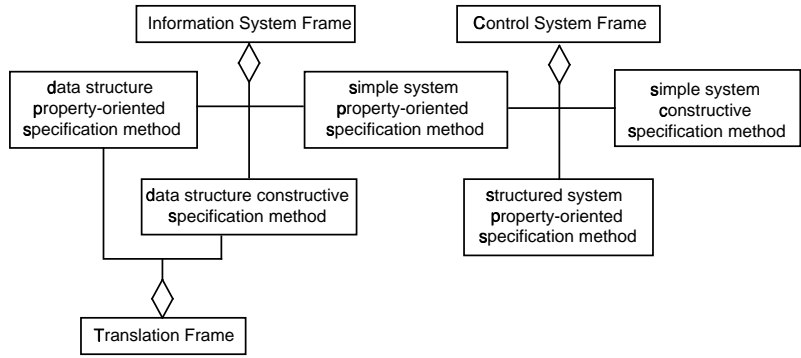 Information System Frame
Control System Frame
data structure
property-oriented
specification method
simple system
property-oriented
specification method
simple system
constructive
specification method
data structure constructive
specification method
structured system
property-oriented
specification method
Translation Frame